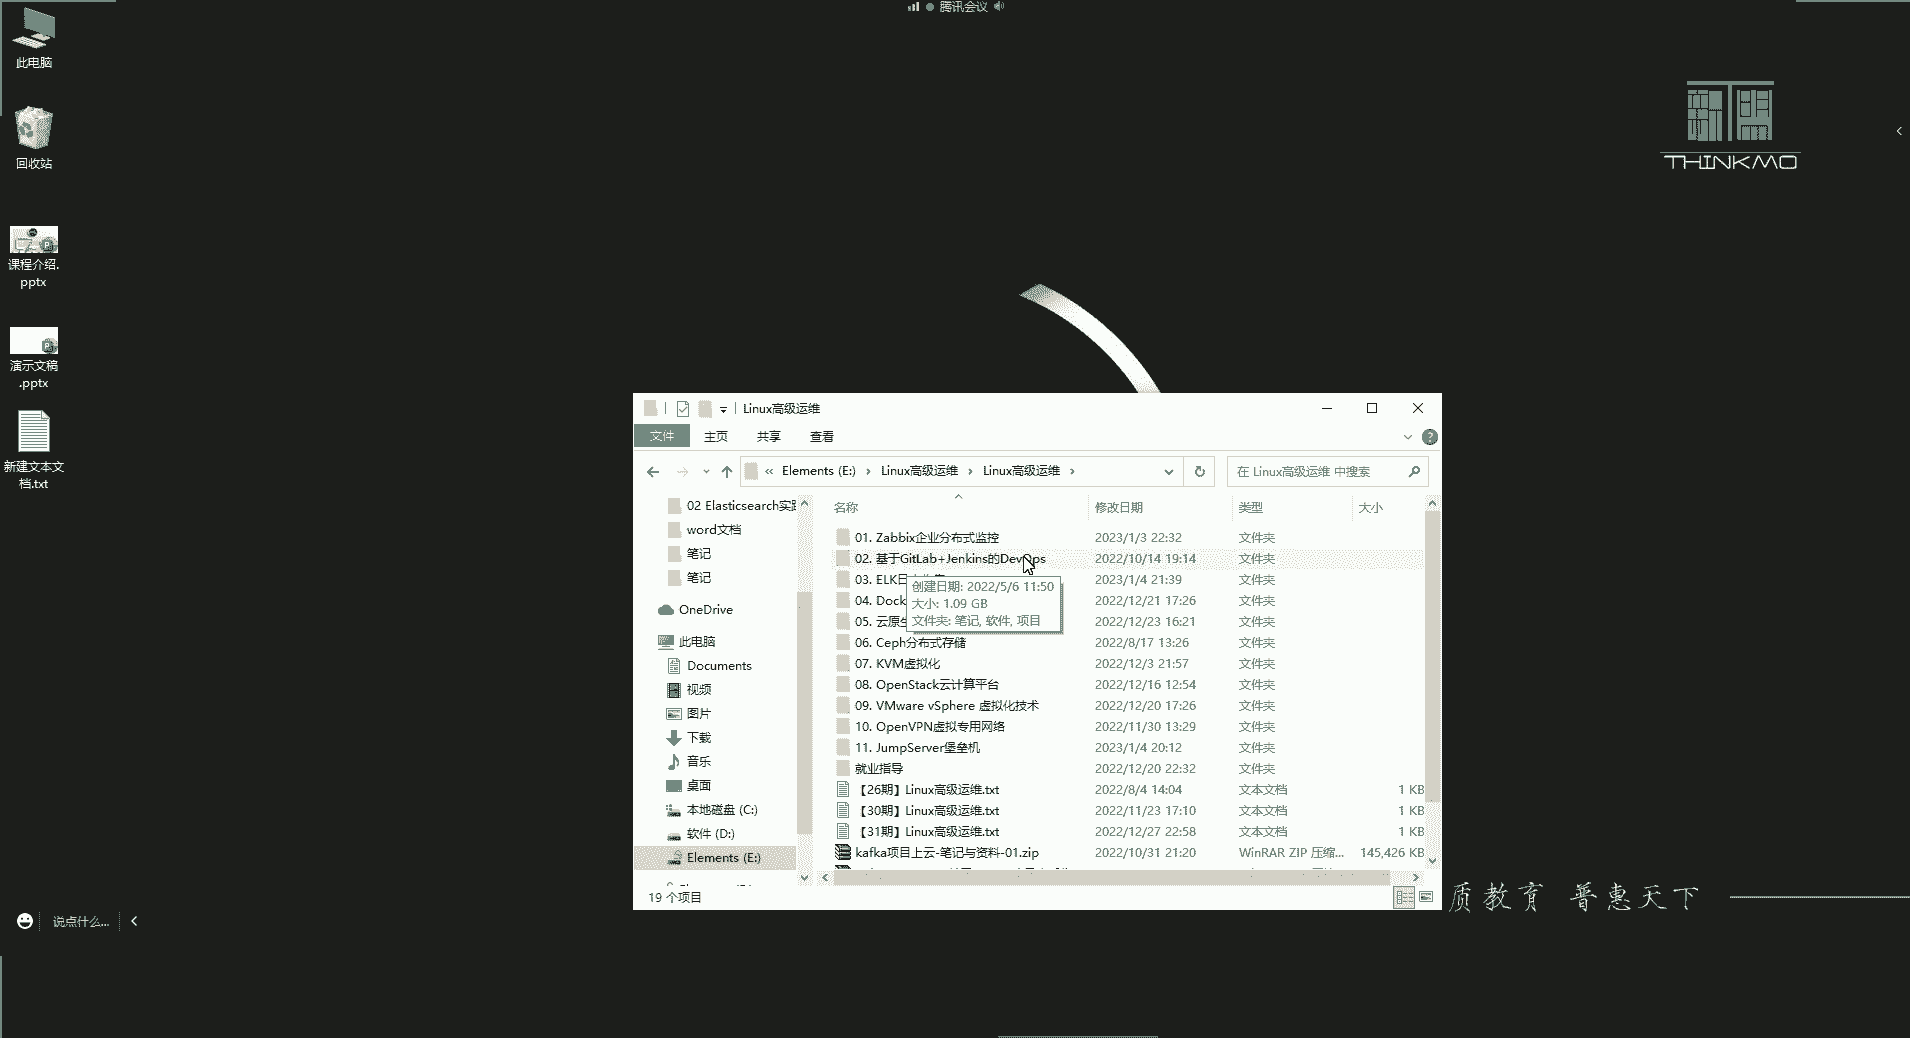 腾讯会议
此电脑
回收站
课程介绍.
pptx
演示文稿
.pptx
新建文本文
档.txt
THINKMO
Linux高级运维
文件 主页 共享 查看
« Elements (E:) › Linux高级运维 › Linux高级运维 ›
在 Linux高级运维 中搜索
02 Elasticsearch实
word文档
笔记
笔记
OneDrive
此电脑
Documents
视频
图片
下载
音乐
桌面
本地磁盘 (C:)
软件 (D:)
Elements (E:)
名称 修改日期 类型 大小
01. Zabbix企业分布式监控 2023/1/3 22:32 文件夹
02. 基于GitLab+Jenkins的DevOps 2022/10/14 19:14 文件夹
03. ELK日 2023/1/4 21:39 文件夹
04. Dock 2022/12/21 17:26 文件夹
05. 云原生 2022/12/23 16:21 文件夹
06. Ceph分布式存储 2022/8/17 13:26 文件夹
07. KVM虚拟化 2022/12/3 21:57 文件夹
08. OpenStack云计算平台 2022/12/16 12:54 文件夹
09. VMware vSphere 虚拟化技术 2022/12/20 17:26 文件夹
10. OpenVPN虚拟专用网络 2022/11/30 13:29 文件夹
11. JumpServer堡垒机 2023/1/4 20:12 文件夹
就业指导 2022/12/20 22:32 文件夹
【26期】Linux高级运维.txt 2022/8/4 14:04 文本文档 1 KB
【30期】Linux高级运维.txt 2022/11/23 17:10 文本文档 1 KB
【31期】Linux高级运维.txt 2022/12/27 22:58 文本文档 1 KB
kafka项目上云-笔记与资料-01.zip 2022/10/31 21:20 WinRAR ZIP 压缩... 145,426 KB
创建日期: 2022/5/6 11:50
大小: 1.09 GB
文件夹: 笔记, 软件, 项目
19 个项目
质教育 普惠天下
说点什么...